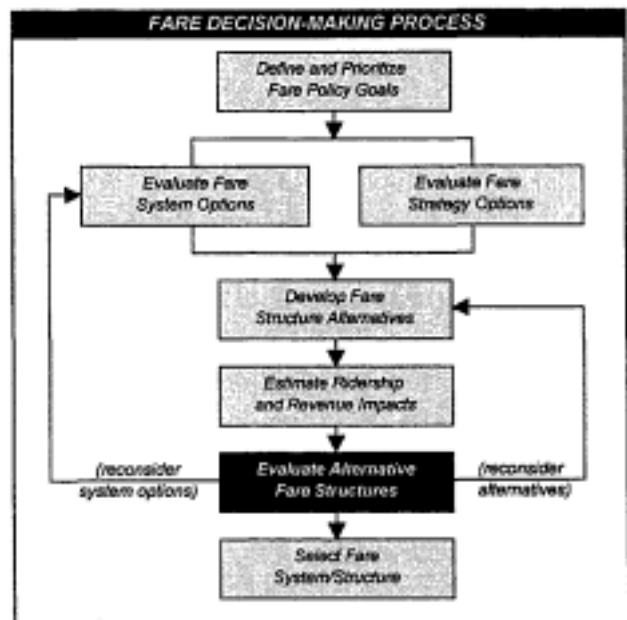 FARE DECISION-MAKING PROCESS
Define and Prioritize
Fare Policy Goals
Evaluate Fare
System Options
Evaluate Fare
Strategy Options
Develop Fare
Structure Alternatives
Estimate Ridership
and Revenue Impacts
(reconsider
system options)
Evaluate Alternative
Fare Structures
(reconsider
alternatives)
Select Fare
System/Structure